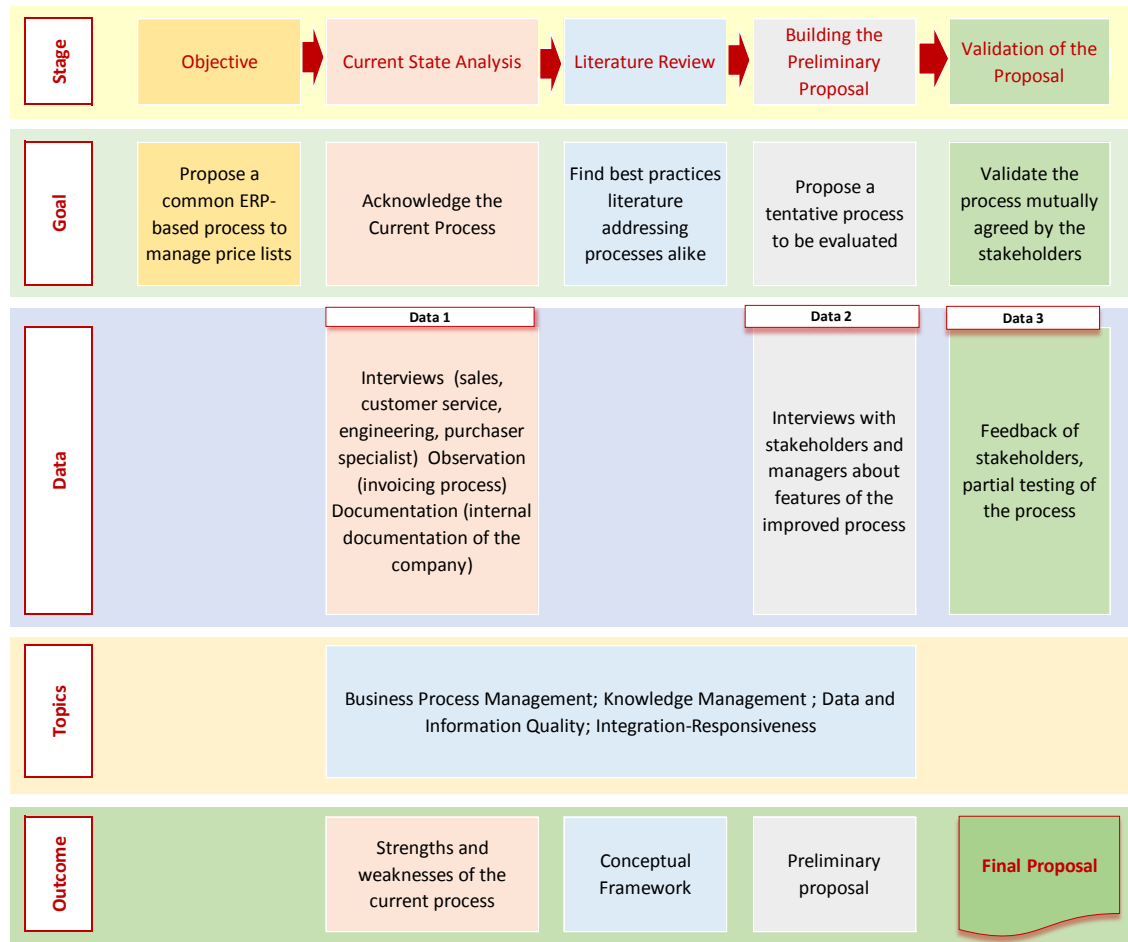 Stage
Objective
Current State Analysis
Literature Review
Building the
Preliminary
Proposal
Validation of the
Proposal
Goal
Propose a
common ERP-
based process to
manage price lists
Acknowledge the
Current Process
Find best practices
literature
addressing
processes alike
Propose a
tentative process
to be evaluated
Validate the
process mutually
agreed by the
stakeholders
Data
Data 1
Interviews (sales,
customer service,
engineering, purchaser
specialist) Observation
(invoicing process)
Documentation (internal
documentation of the
company)
Data 2
Interviews with
stakeholders and
managers about
features of the
improved process
Data 3
Feedback of
stakeholders,
partial testing of
the process
Topics
Business Process Management; Knowledge Management ; Data and
Information Quality; Integration-Responsiveness
Outcome
Strengths and
weaknesses of the
current process
Conceptual
Framework
Preliminary
proposal
Final Proposal